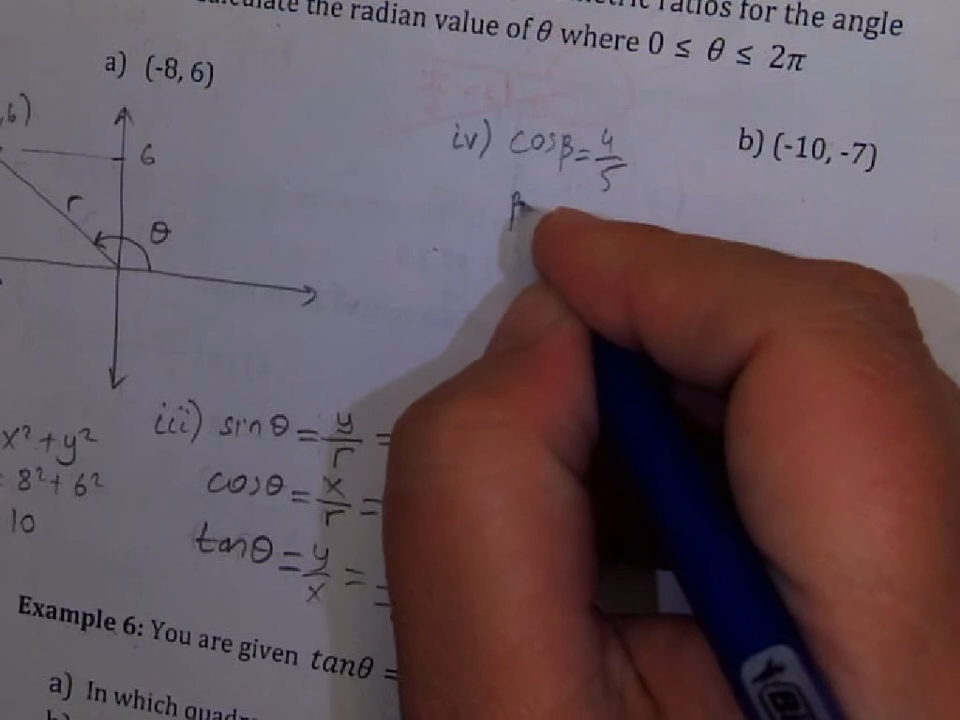 ratios for the angle
the radian value of θ where 0 ≤ θ ≤ 2π
a) (-8, 6)
6)
6
r
θ
iv) cosβ = 4/5
β
b) (-10, -7)
x² + y²
8² + 6²
10
iii) sinθ = y/r =
cosθ = x/r =
tanθ = y/x =
Example 6: You are given tanθ =
a) In which